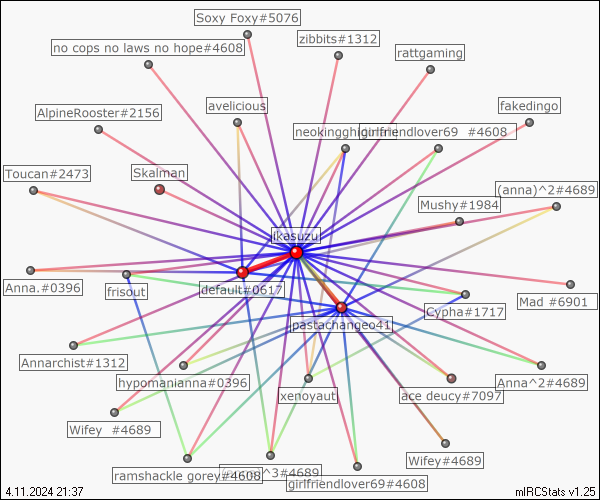 Soxy Foxy#5076
zibbits#1312
no cops no laws no hope#4608
rattgaming
avelicious
fakedingo
AlpineRooster#2156
girlfriendlover69 #4608
Toucan#2473
Skalman
(anna)^2#4689
Mushy#1984
ikasuzu
default#0617
Anna.#0396
frisout
Mad #6901
Cypha#1717
pastachangeo41
Annarchist#1312
hypomanianna#0396
xenoyaut
ace deucy#7097
Anna^2#4689
Wifey #4689
Wifey#4689
ramshackle gorey#4608
^3#4689
girlfriendlover69#4608
4.11.2024 21:37
mIRCStats v1.25